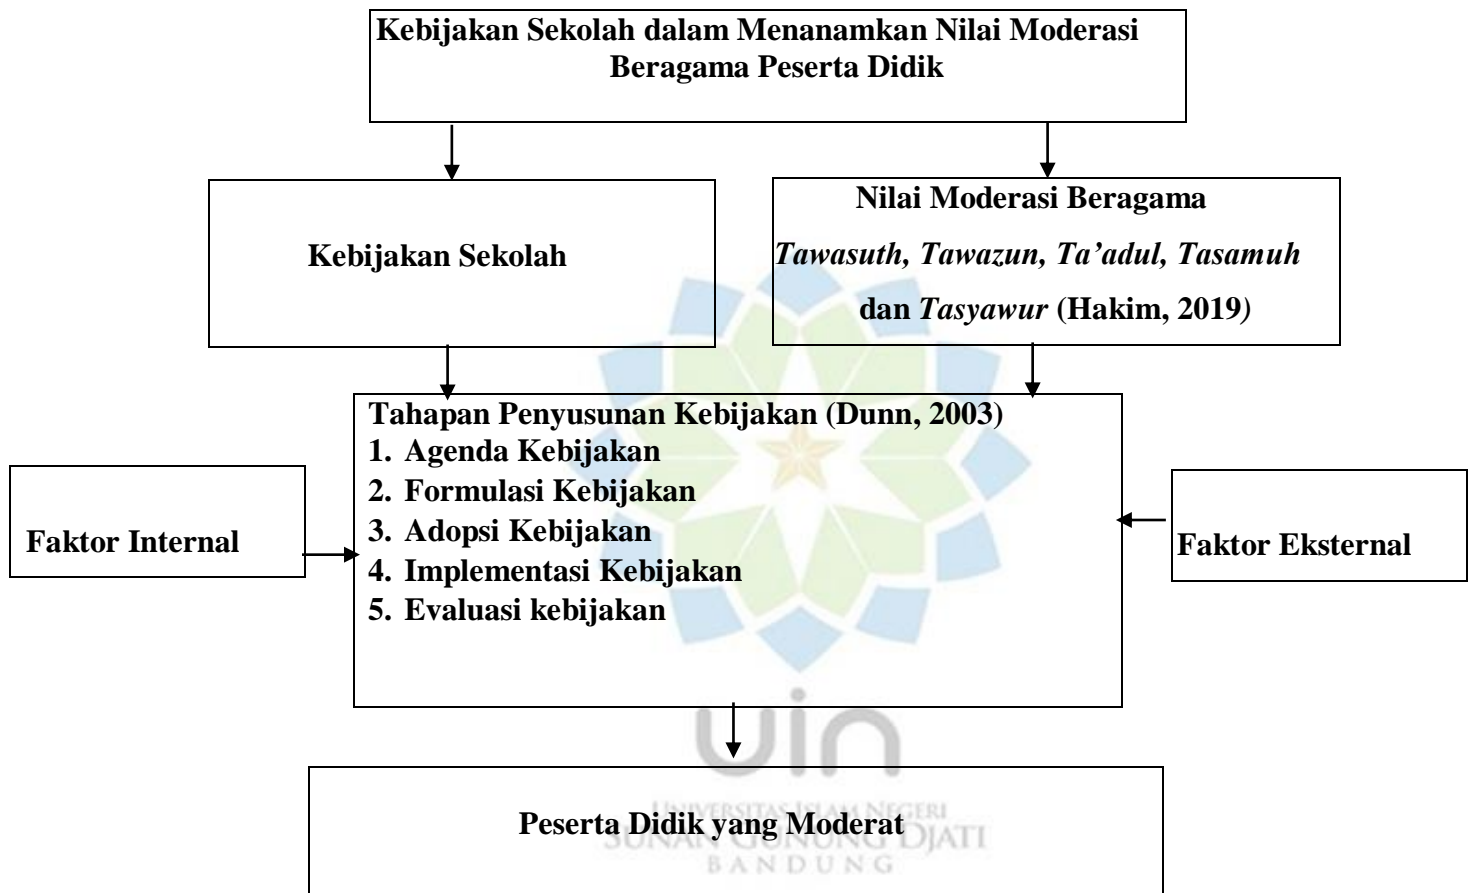 Kebijakan Sekolah dalam Menanamkan Nilai Moderasi
Beragama Peserta Didik
Kebijakan Sekolah
Nilai Moderasi Beragama
Tawasuth, Tawazun, Ta’adul, Tasamuh
dan Tasyawur (Hakim, 2019)
Tahapan Penyusunan Kebijakan (Dunn, 2003)
1. Agenda Kebijakan
2. Formulasi Kebijakan
3. Adopsi Kebijakan
4. Implementasi Kebijakan
5. Evaluasi kebijakan
Faktor Internal
Faktor Eksternal
uin
Peserta Didik yang Moderat
UNIVERSITAS ISLAM NEGERI
SUNAN GUNUNG DJATI
BANDUNG